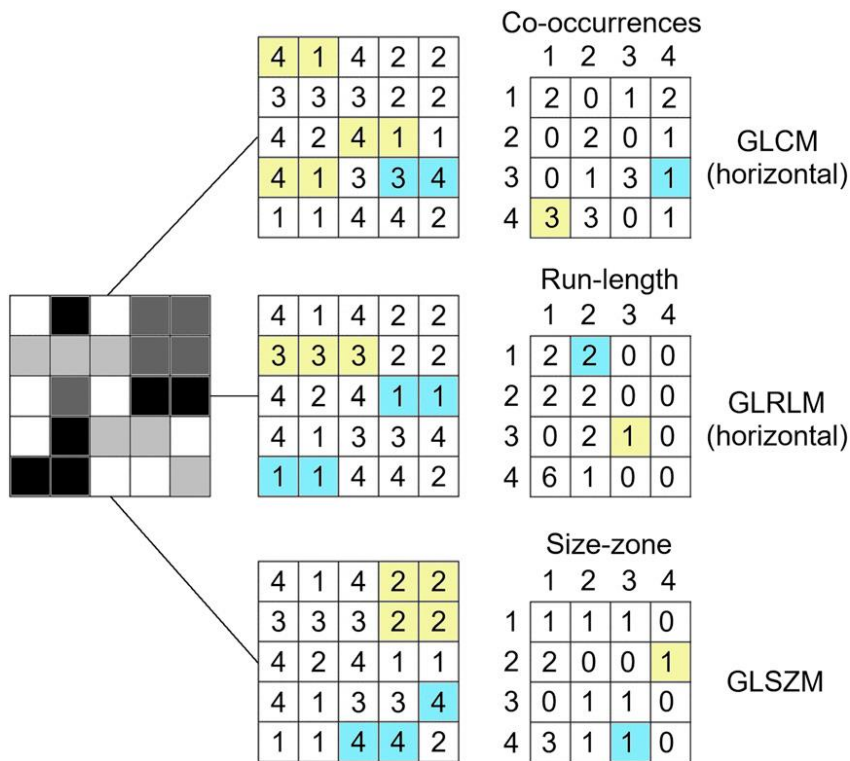 Co-occurrences
1 2 3 4
4 1 4 2 2
3 3 3 2 2
4 2 4 1 1
4 1 3 3 4
1 1 4 4 2
1 2 0 1 2
2 0 2 0 1
3 0 1 3 1
4 3 3 0 1
GLCM
(horizontal)
Run-length
1 2 3 4
4 1 4 2 2
3 3 3 2 2
4 2 4 1 1
4 1 3 3 4
1 1 4 4 2
1 2 2 0 0
2 2 2 0 0
3 0 2 1 0
4 6 1 0 0
GLRLM
(horizontal)
Size-zone
1 2 3 4
4 1 4 2 2
3 3 3 2 2
4 2 4 1 1
4 1 3 3 4
1 1 4 4 2
1 1 1 1 0
2 2 0 0 1
3 0 1 1 0
4 3 1 1 0
GLSZM